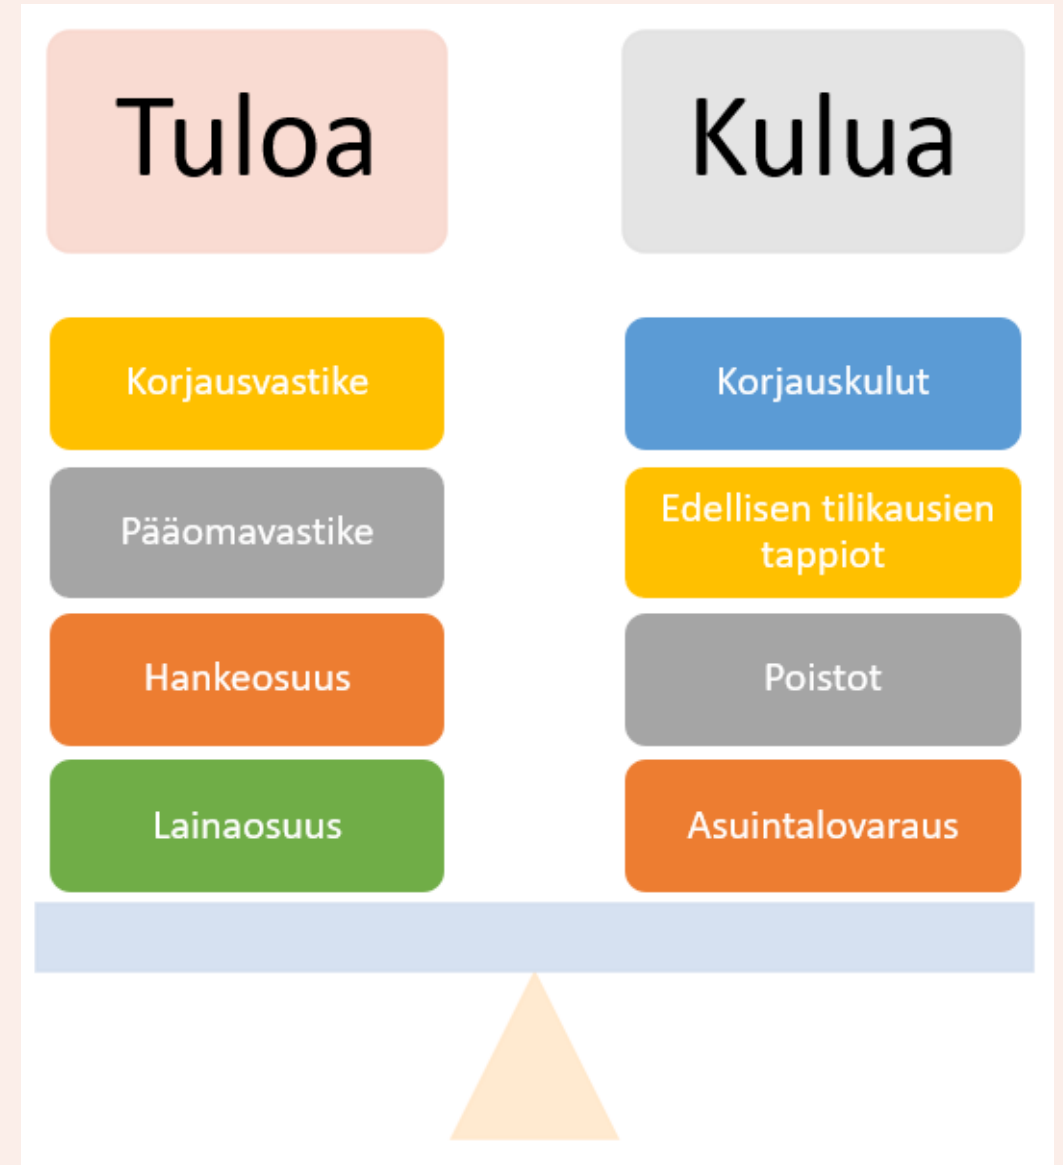 Tuloa
Kulua
Korjausvastike
Korjauskulut
Pääomavastike
Edellisen tilikausien
tappiot
Hankeosuus
Poistot
Lainaosuus
Asuintalovaraus